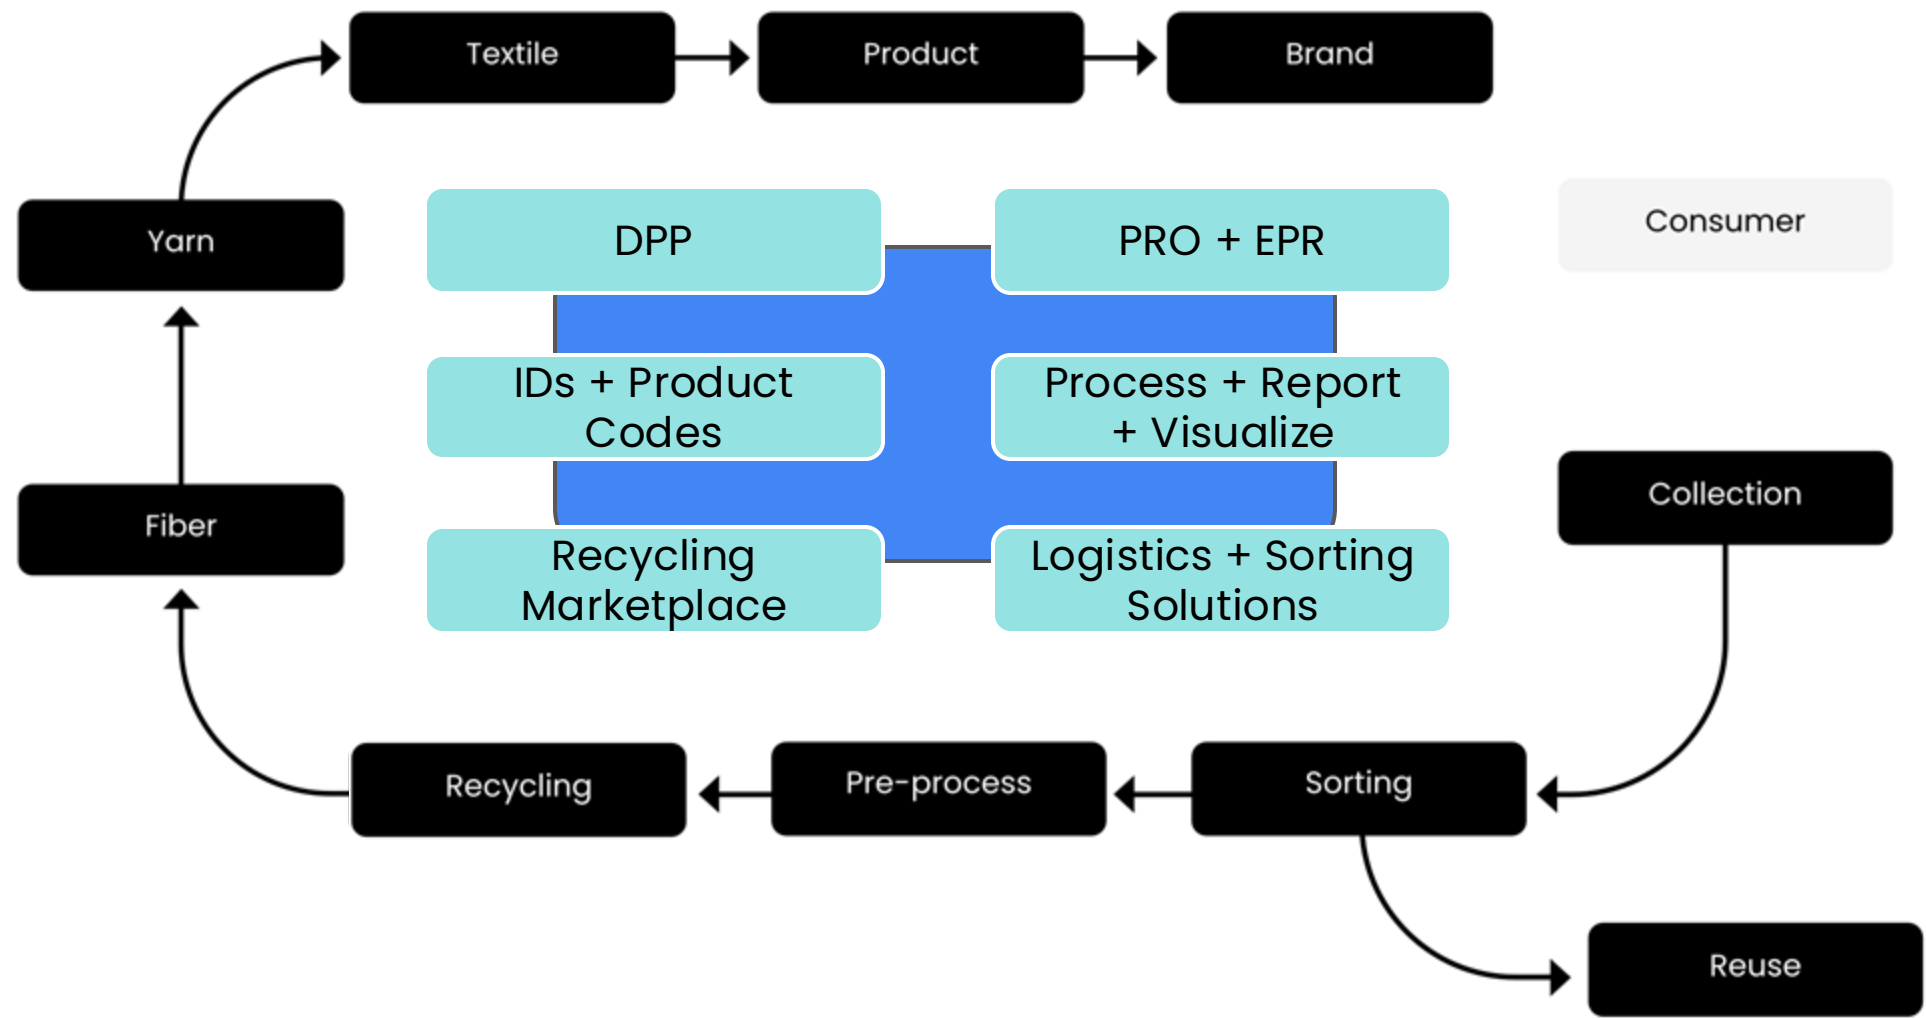 Textile
Product
Brand
Yarn
DPP
PRO + EPR
Consumer
IDs + Product
Codes
Process + Report
+ Visualize
Fiber
Collection
Recycling
Marketplace
Logistics + Sorting
Solutions
Recycling
Pre-process
Sorting
Reuse